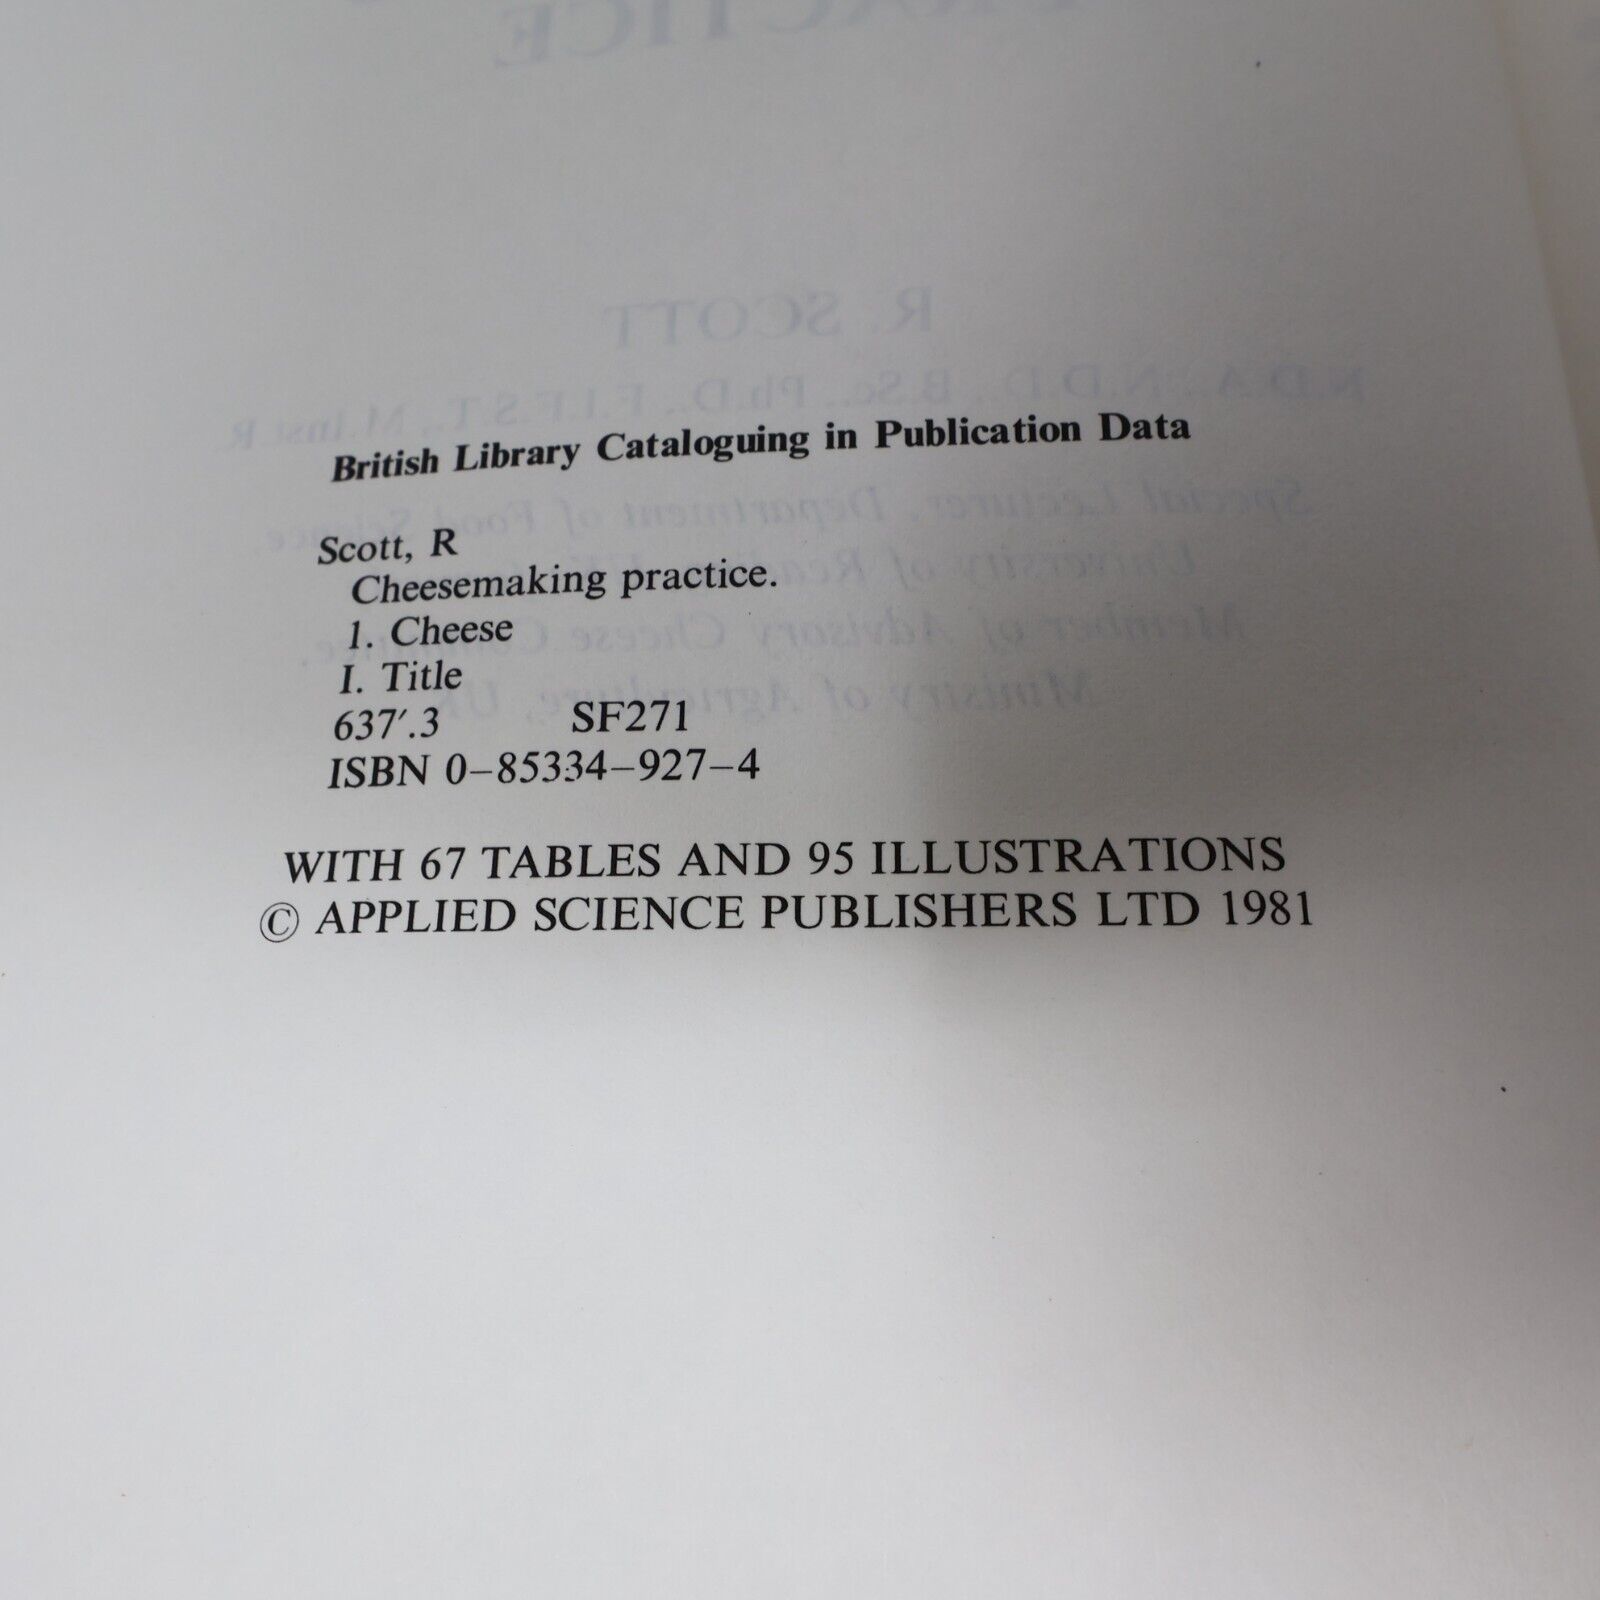 British Library Cataloguing in Publication Data
Scott, R
Cheesemaking practice.
1. Cheese
I. Title
637′.3 SF271
ISBN 0–85334–927–4
WITH 67 TABLES AND 95 ILLUSTRATIONS
© APPLIED SCIENCE PUBLISHERS LTD 1981